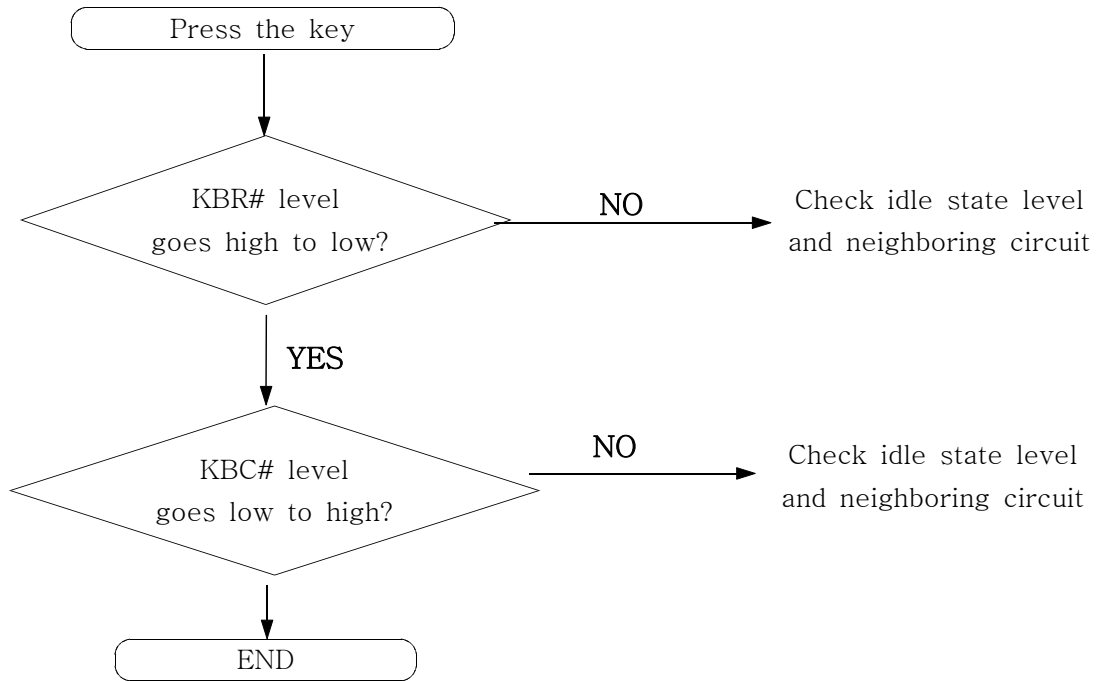 Press the key
KBR# level
goes high to low?
NO
Check idle state level
and neighboring circuit
YES
KBC# level
goes low to high?
NO
Check idle state level
and neighboring circuit
END